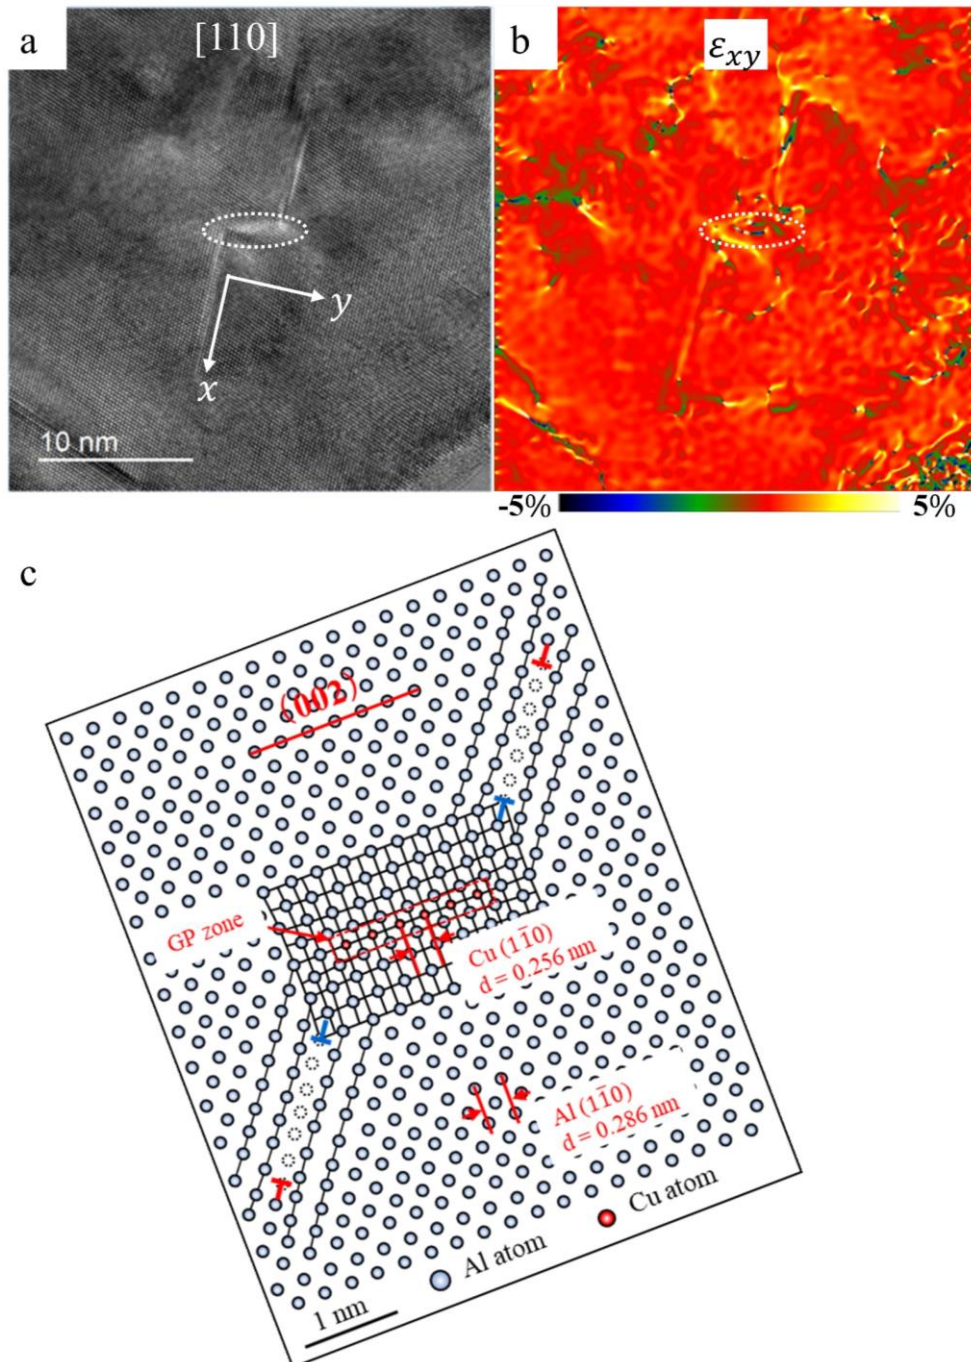 a
[110]
y
x
10 nm
b
εxy
-5%
5%
c
(002)
GP zone
Cu (11̅0)
d = 0.256 nm
Al (11̅0)
d = 0.286 nm
Cu atom
Al atom
1 nm